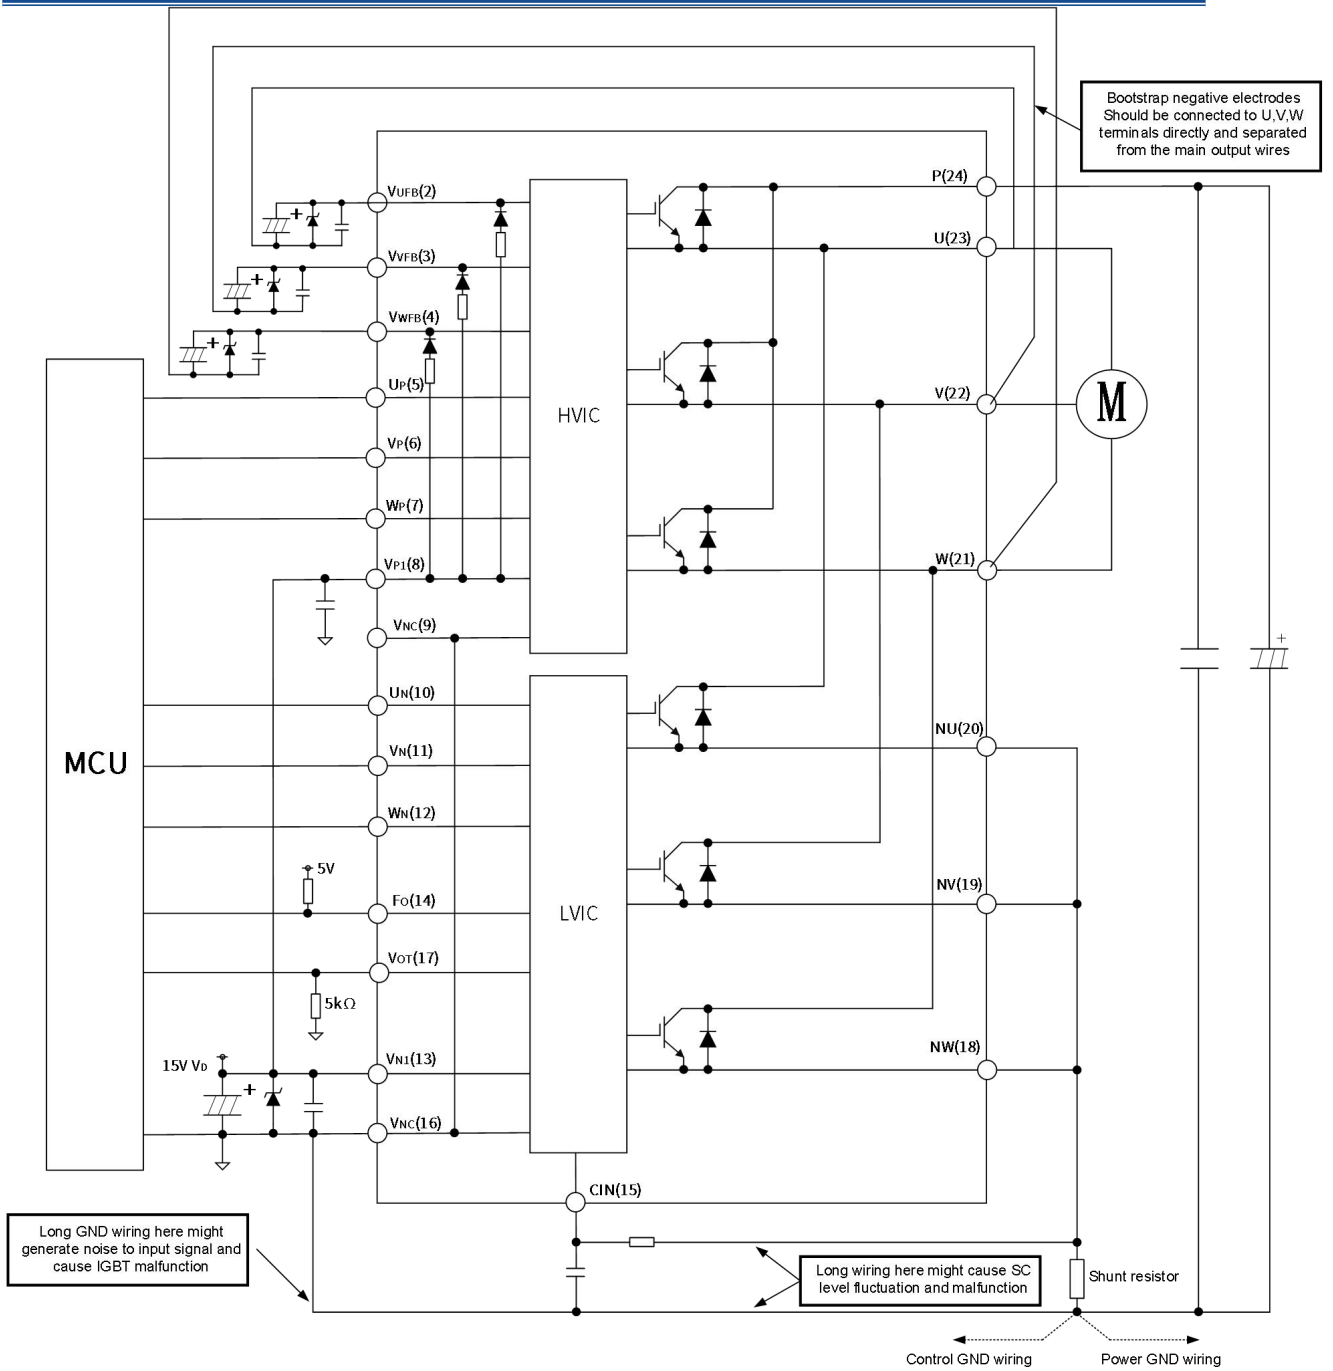 Bootstrap negative electrodes
Should be connected to U,V,W
terminals directly and separated
from the main output wires
VUFB(2)
VVFB(3)
VWFB(4)
UP(5)
VP(6)
WP(7)
VP1(8)
VNC(9)
UN(10)
VN(11)
WN(12)
5V
FO(14)
VOT(17)
5kΩ
15V VD
VN1(13)
VNC(16)
+
+
+
+
MCU
HVIC
LVIC
P(24)
U(23)
V(22)
W(21)
M
+
NU(20)
NV(19)
NW(18)
CIN(15)
Long GND wiring here might
generate noise to input signal and
cause IGBT malfunction
Long wiring here might cause SC
level fluctuation and malfunction
Shunt resistor
Control GND wiring
Power GND wiring